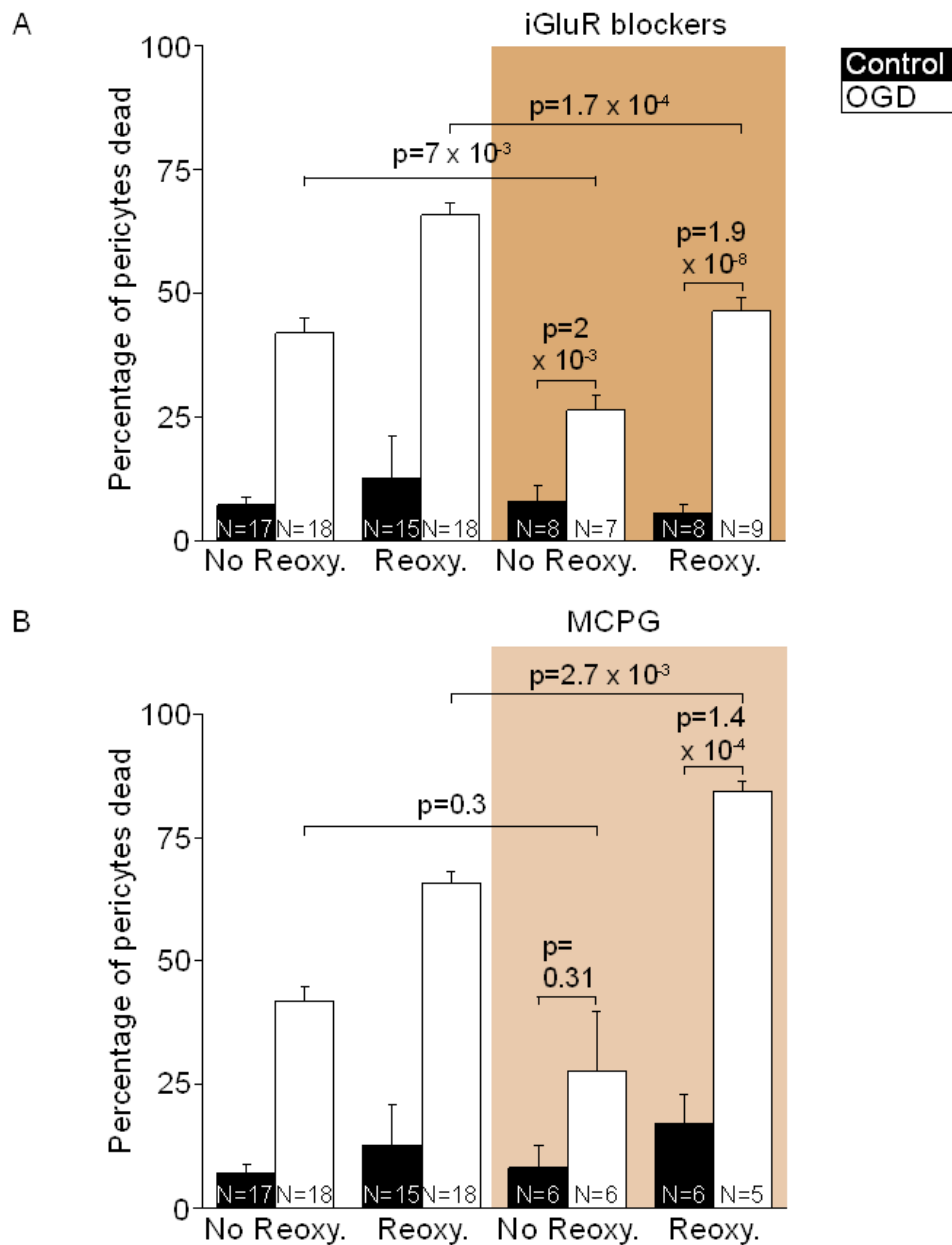 A
iGluR blockers
Control
OGD
Percentage of pericytes dead
100
75
50
25
0
p=1.7 x 10-4
p=7 x 10-3
p=1.9
x 10-8
p=2
x 10-3
N=17 N=18 N=15 N=18 N=8 N=7 N=8 N=9
No Reoxy. Reoxy. No Reoxy. Reoxy.
B
MCPG
Percentage of pericytes dead
100
75
50
25
0
p=2.7 x 10-3
p=1.4
x 10-4
p=0.3
p=
0.31
N=17 N=18 N=15 N=18 N=6 N=6 N=6 N=5
No Reoxy. Reoxy. No Reoxy. Reoxy.